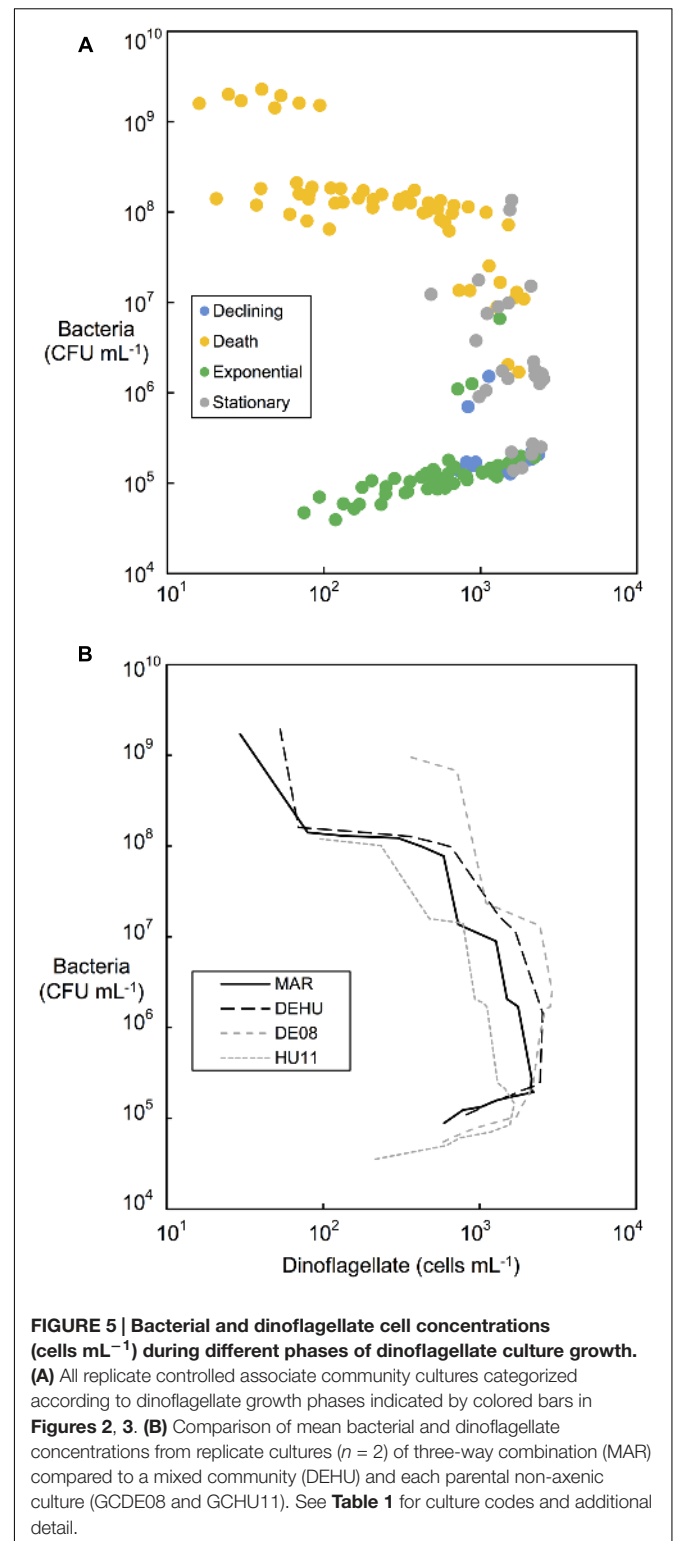 A
10¹⁰
10⁹
10⁸
10⁷
Bacteria
(CFU mL⁻¹)
10⁶
10⁵
10⁴
Declining
Death
Exponential
Stationary
10¹ 10² 10³ 10⁴
B
10¹⁰
10⁹
10⁸
10⁷
Bacteria
(CFU mL⁻¹)
10⁶
10⁵
10⁴
MAR
DEHU
DE08
HU11
10¹ 10² 10³ 10⁴
Dinoflagellate (cells mL⁻¹)
FIGURE 5 | Bacterial and dinoflagellate cell concentrations
(cells mL⁻¹) during different phases of dinoflagellate culture growth.
(A) All replicate controlled associate community cultures categorized
according to dinoflagellate growth phases indicated by colored bars in
Figures 2, 3. (B) Comparison of mean bacterial and dinoflagellate
concentrations from replicate cultures (n = 2) of three-way combination (MAR)
compared to a mixed community (DEHU) and each parental non-axenic
culture (GCDE08 and GCHU11). See Table 1 for culture codes and additional
detail.